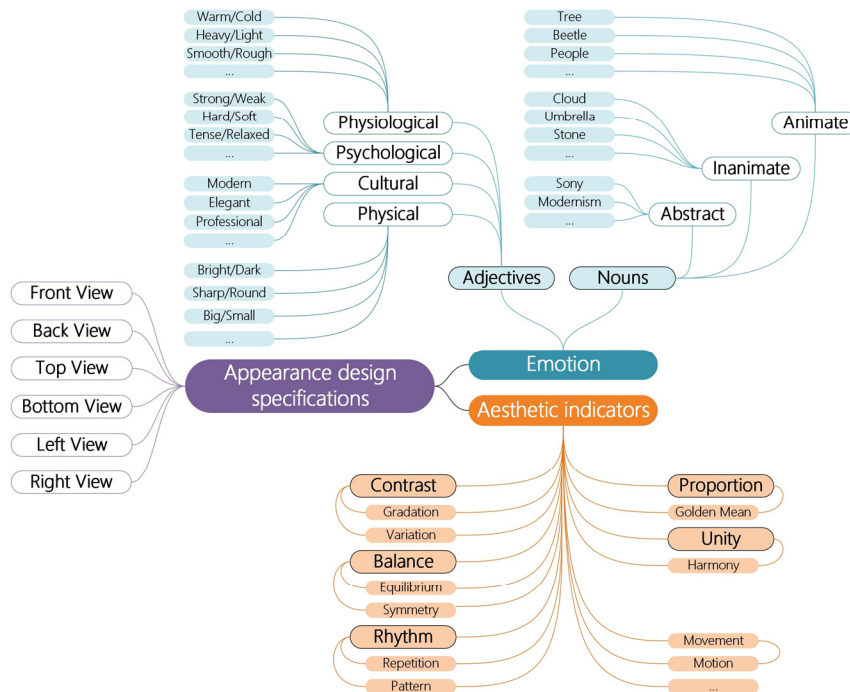 Warm/Cold
Heavy/Light
Smooth/Rough
...
Strong/Weak
Hard/Soft
Tense/Relaxed
...
Modern
Elegant
Professional
...
Bright/Dark
Sharp/Round
Big/Small
...
Physiological
Psychological
Cultural
Physical
Adjectives
Tree
Beetle
People
...
Cloud
Umbrella
Stone
...
Sony
Modernism
...
Animate
Inanimate
Abstract
Nouns
Front View
Back View
Top View
Bottom View
Left View
Right View
Appearance design
specifications
Emotion
Aesthetic indicators
Contrast
Gradation
Variation
Balance
Equilibrium
Symmetry
Rhythm
Repetition
Pattern
Proportion
Golden Mean
Unity
Harmony
Movement
Motion
...